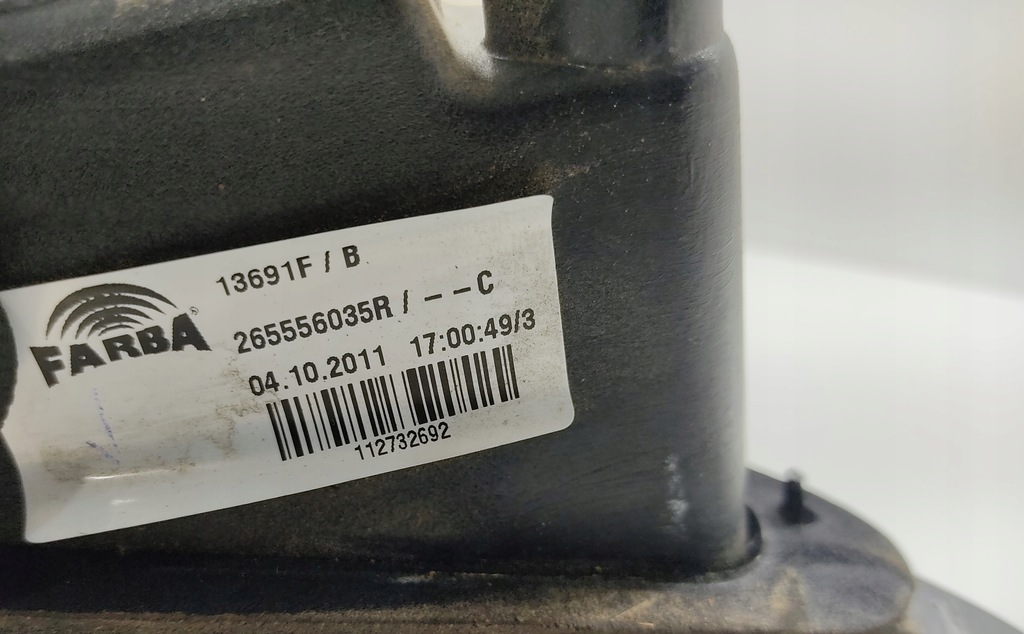 FARBA®
13691F / B
265556035R / – – C
04.10.2011 17:00:49/3
112732692